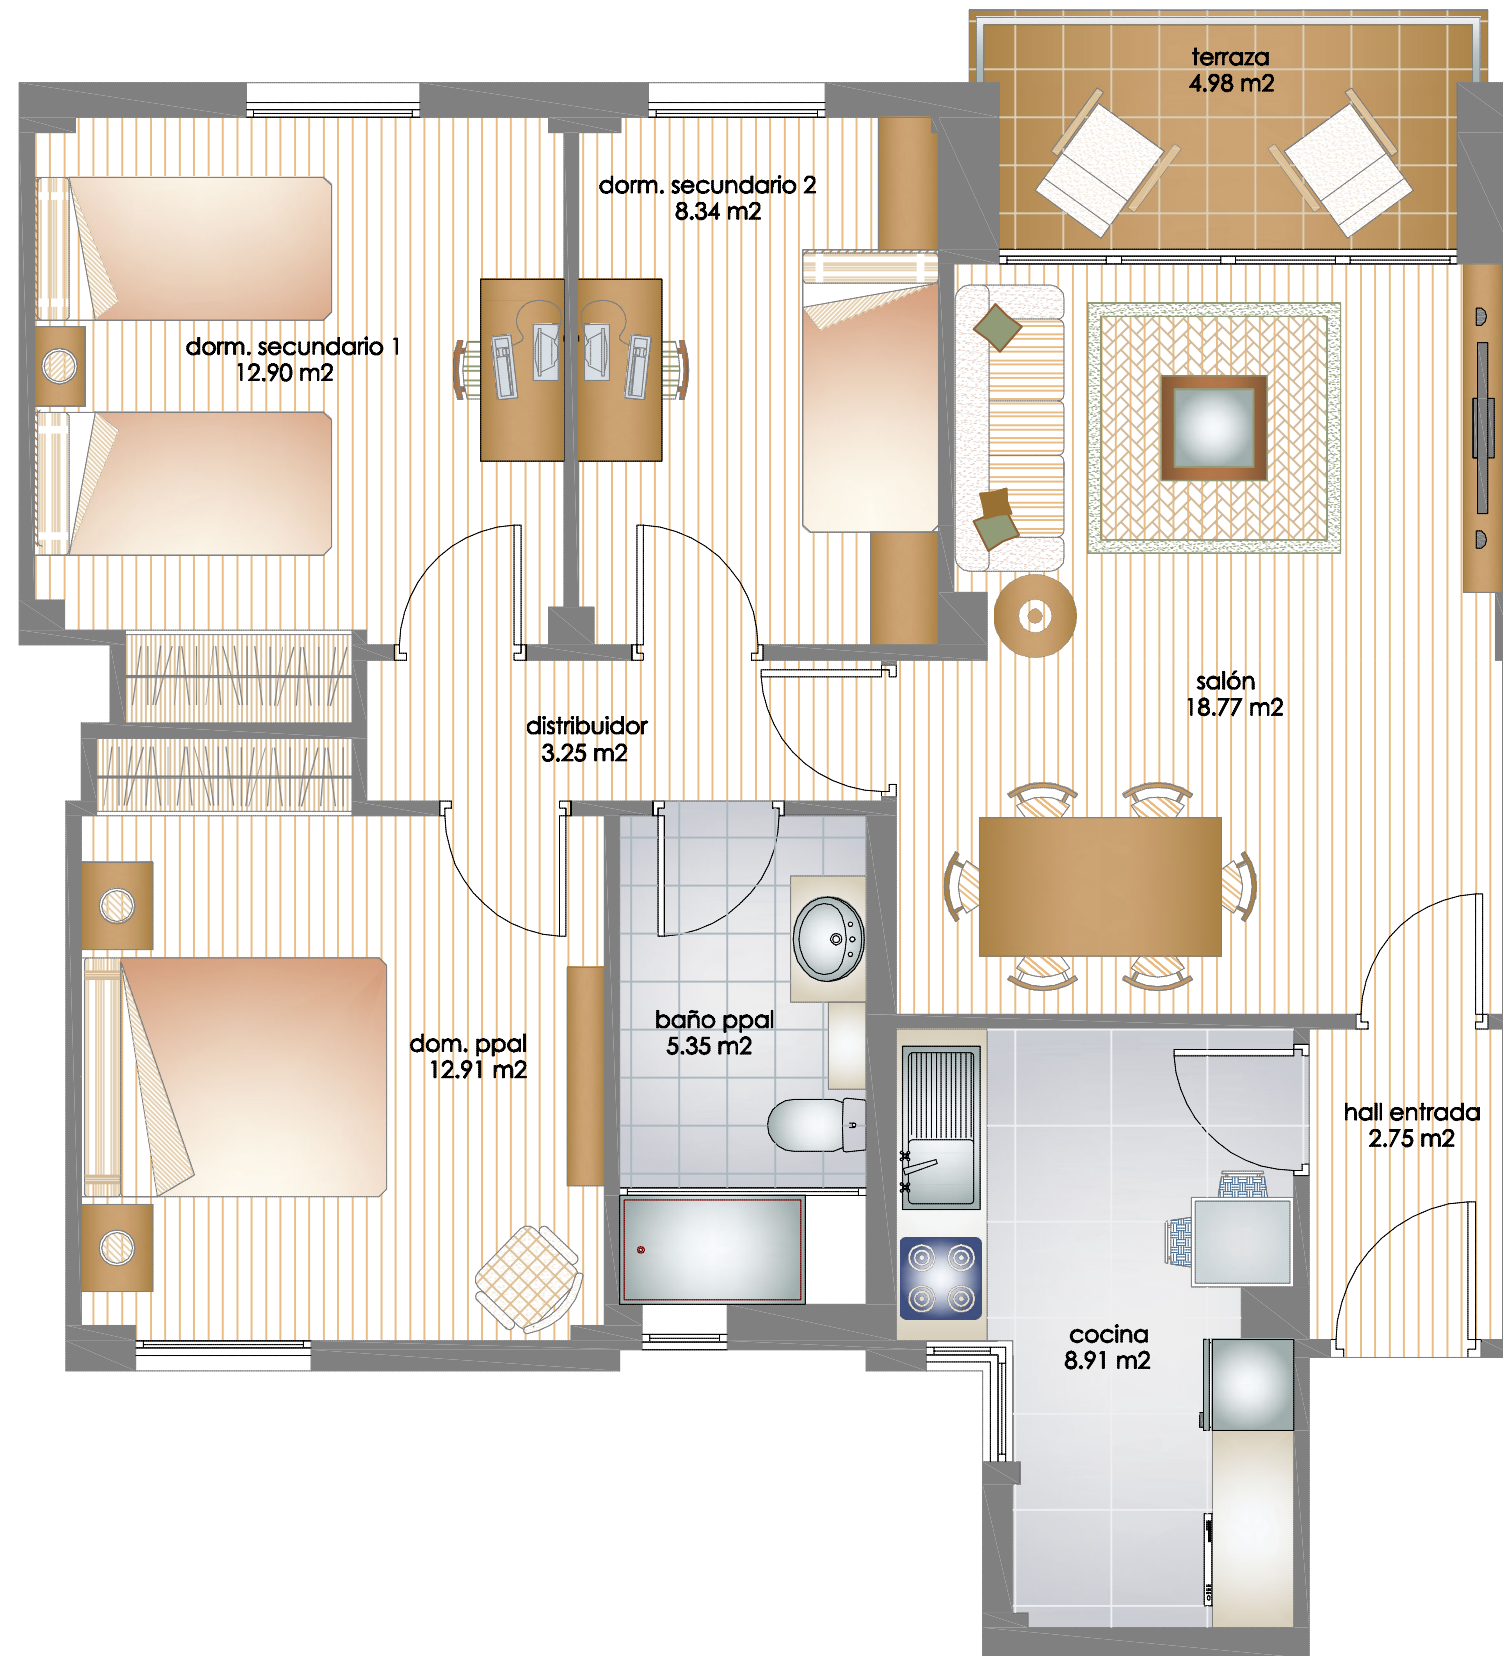 terraza
4.98 m2
dorm. secundario 2
8.34 m2
dorm. secundario 1
12.90 m2
salón
18.77 m2
distribuidor
3.25 m2
baño ppal
5.35 m2
dom. ppal
12.91 m2
hall entrada
2.75 m2
cocina
8.91 m2